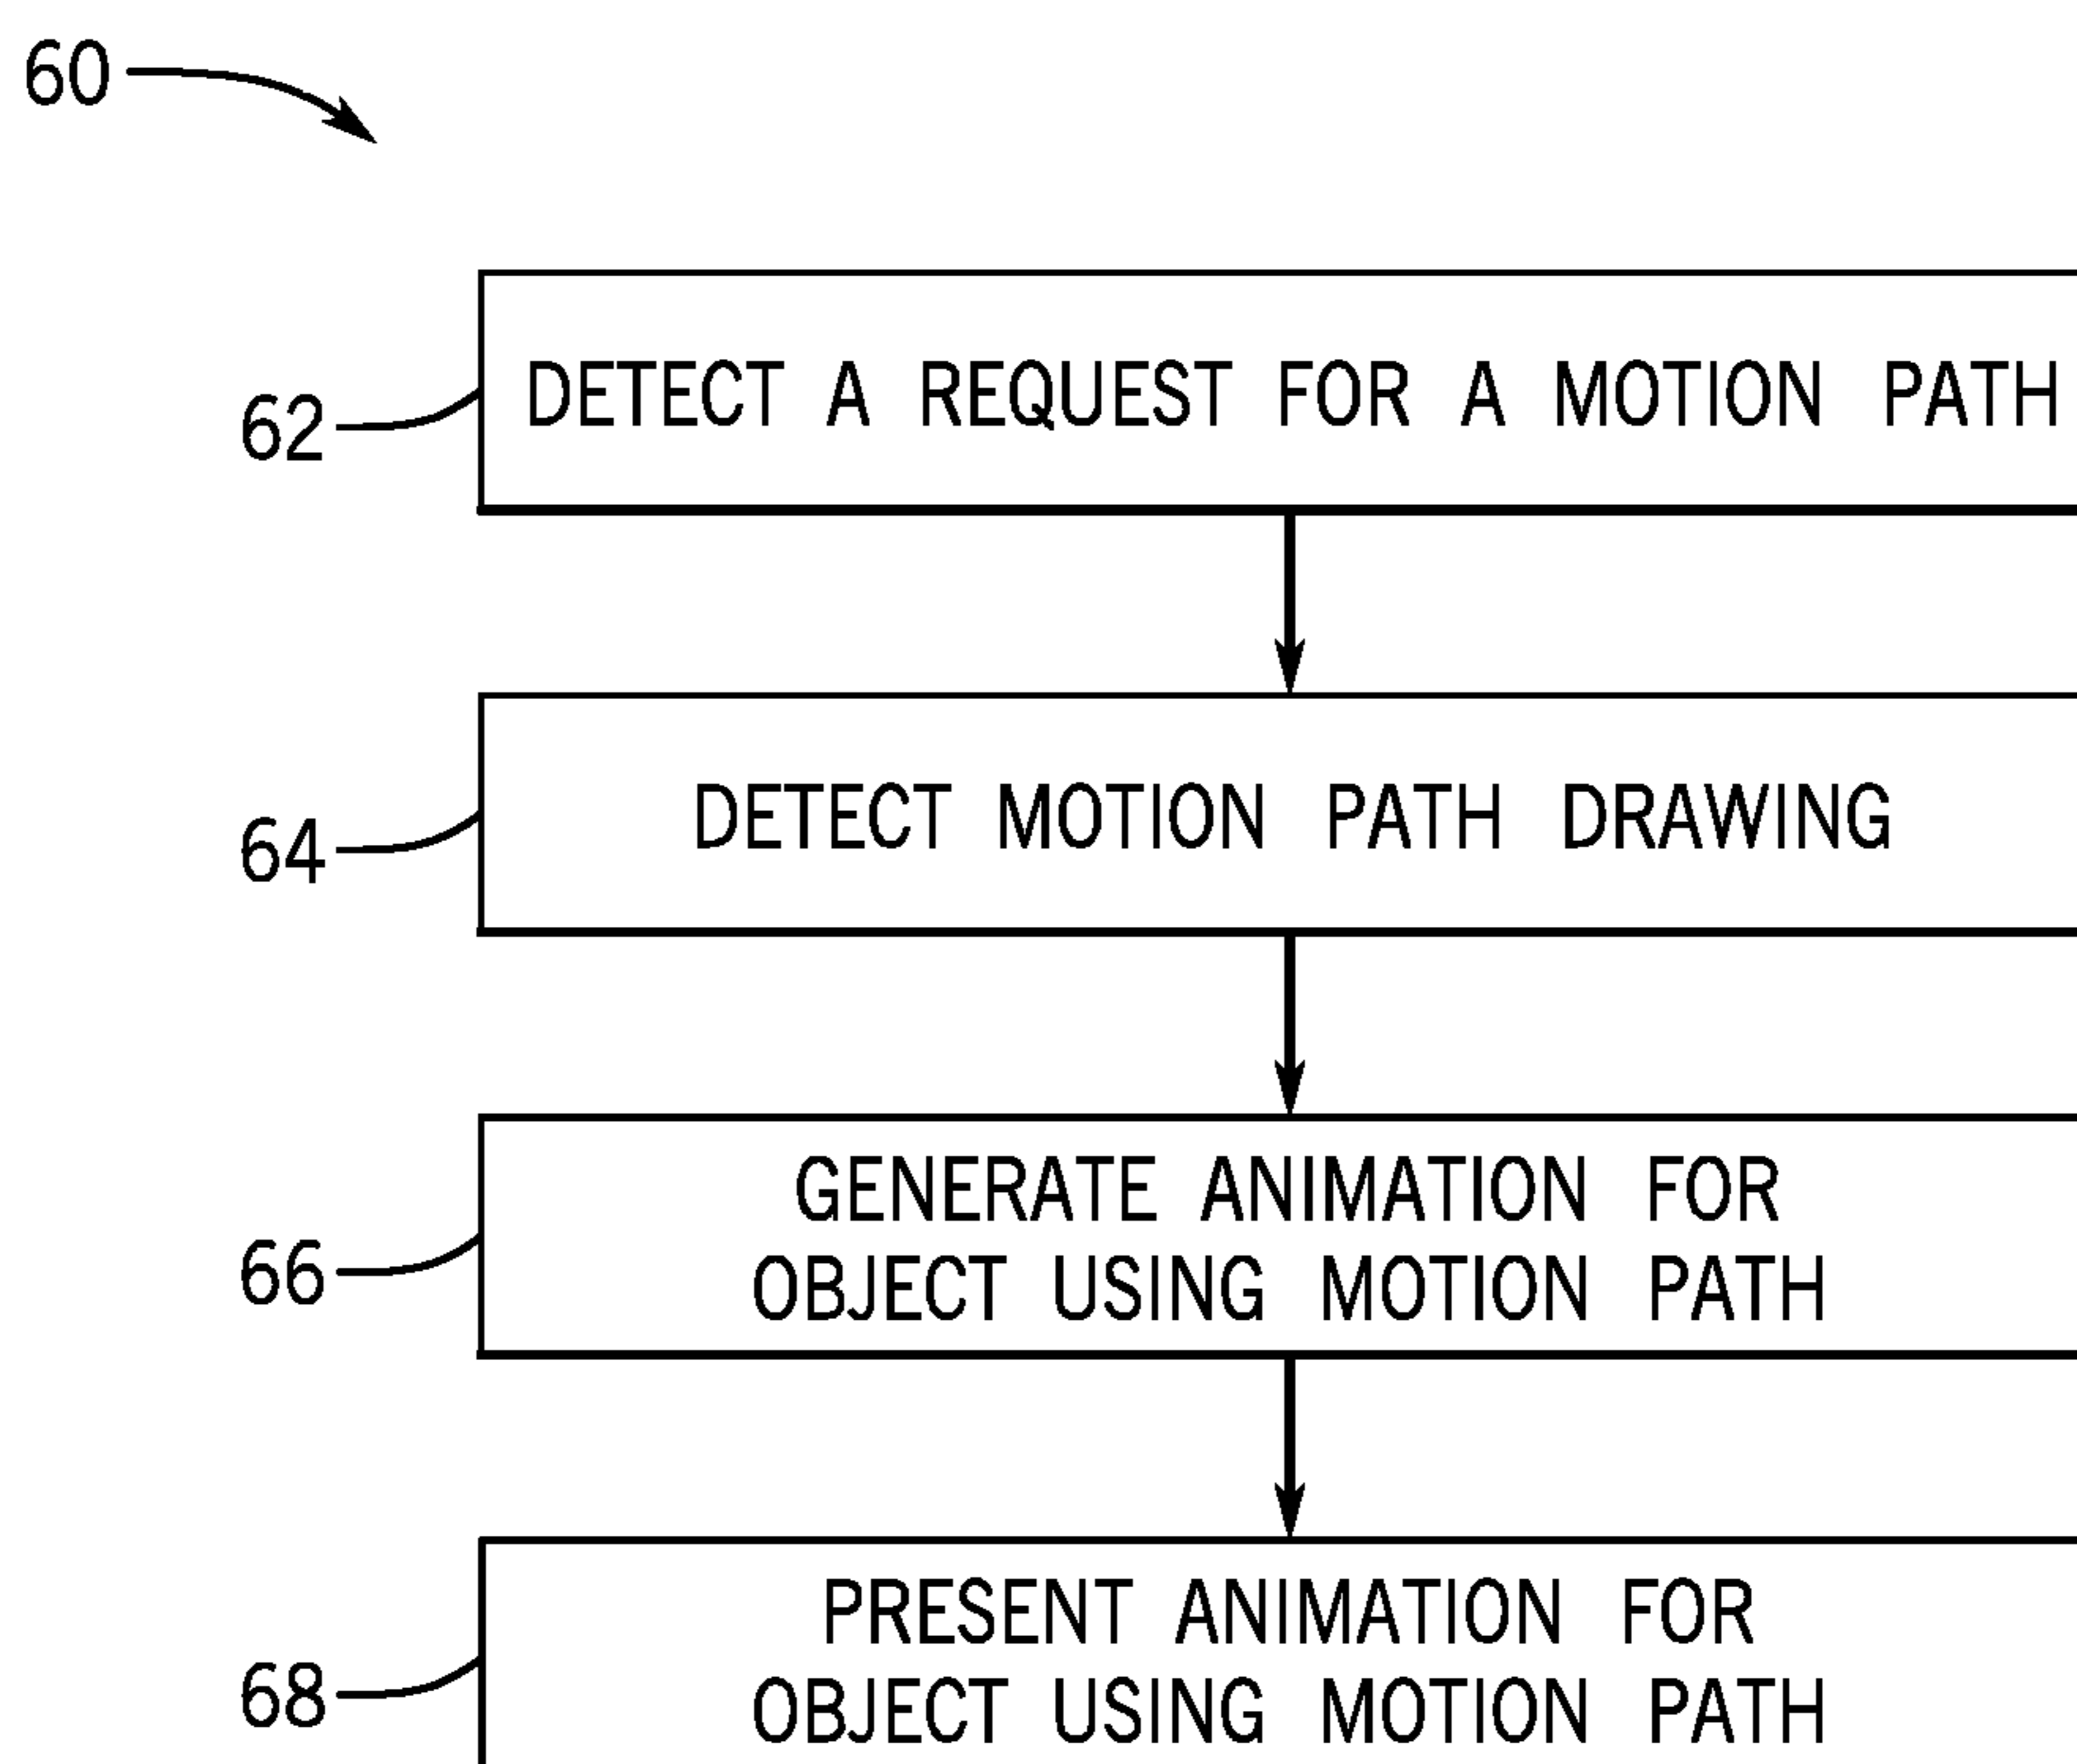 60
62
DETECT A REQUEST FOR A MOTION PATH
64
DETECT MOTION PATH DRAWING
66
GENERATE ANIMATION FOR
OBJECT USING MOTION PATH
68
PRESENT ANIMATION FOR
OBJECT USING MOTION PATH